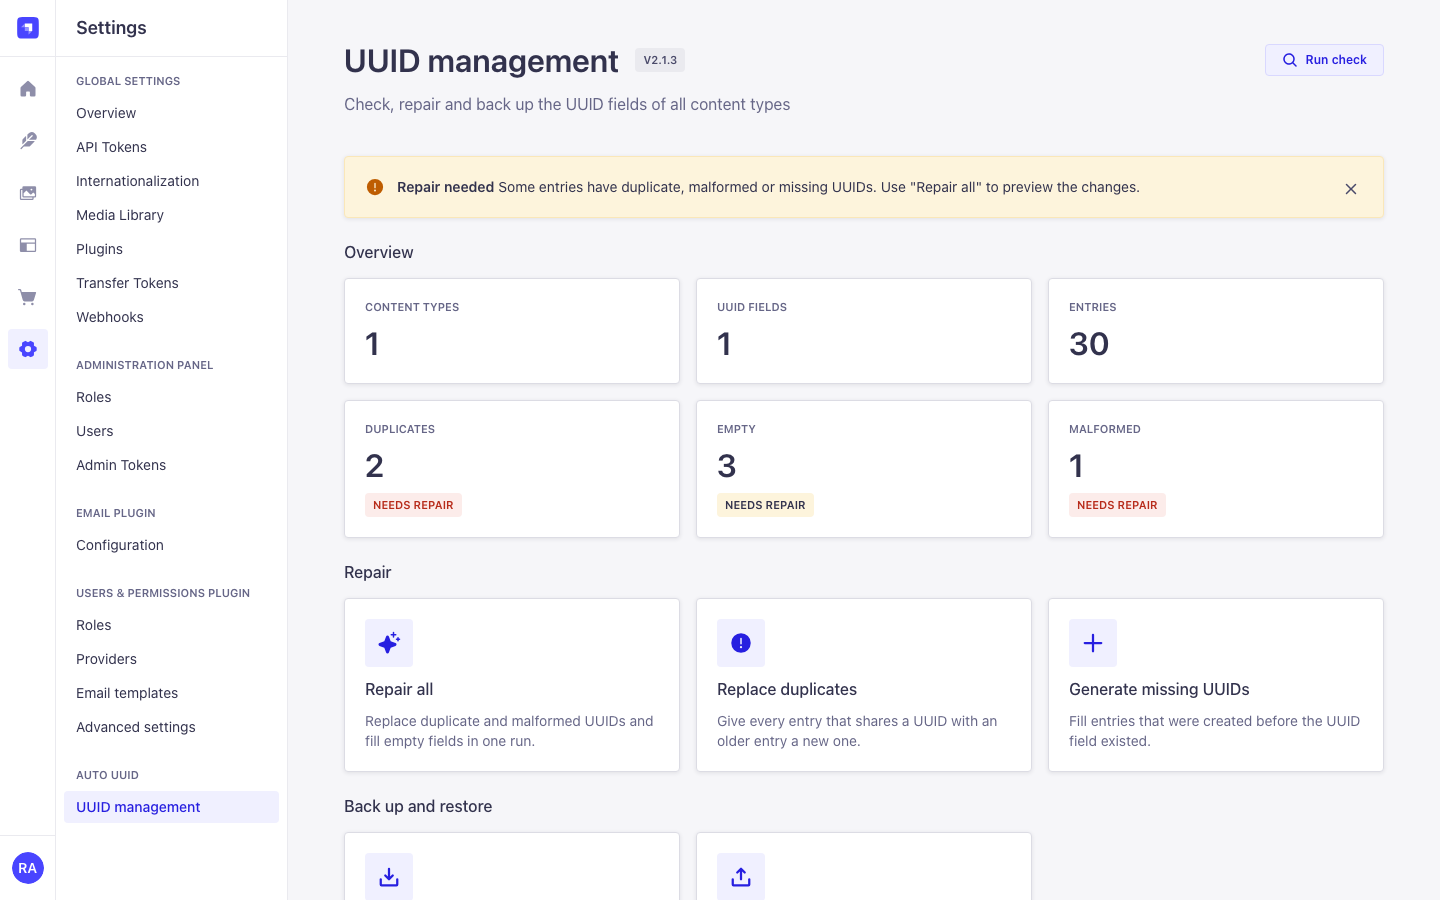 Settings
GLOBAL SETTINGS
Overview
API Tokens
Internationalization
Media Library
Plugins
Transfer Tokens
Webhooks
ADMINISTRATION PANEL
Roles
Users
Admin Tokens
EMAIL PLUGIN
Configuration
USERS & PERMISSIONS PLUGIN
Roles
Providers
Email templates
Advanced settings
AUTO UUID
UUID management
RA
UUID management V2.1.3
Run check
Check, repair and back up the UUID fields of all content types
Repair needed Some entries have duplicate, malformed or missing UUIDs. Use "Repair all" to preview the changes.
Overview
CONTENT TYPES
1
UUID FIELDS
1
ENTRIES
30
DUPLICATES
2
NEEDS REPAIR
EMPTY
3
NEEDS REPAIR
MALFORMED
1
NEEDS REPAIR
Repair
Repair all
Replace duplicate and malformed UUIDs and
fill empty fields in one run.
Replace duplicates
Give every entry that shares a UUID with an
older entry a new one.
Generate missing UUIDs
Fill entries that were created before the UUID
field existed.
Back up and restore